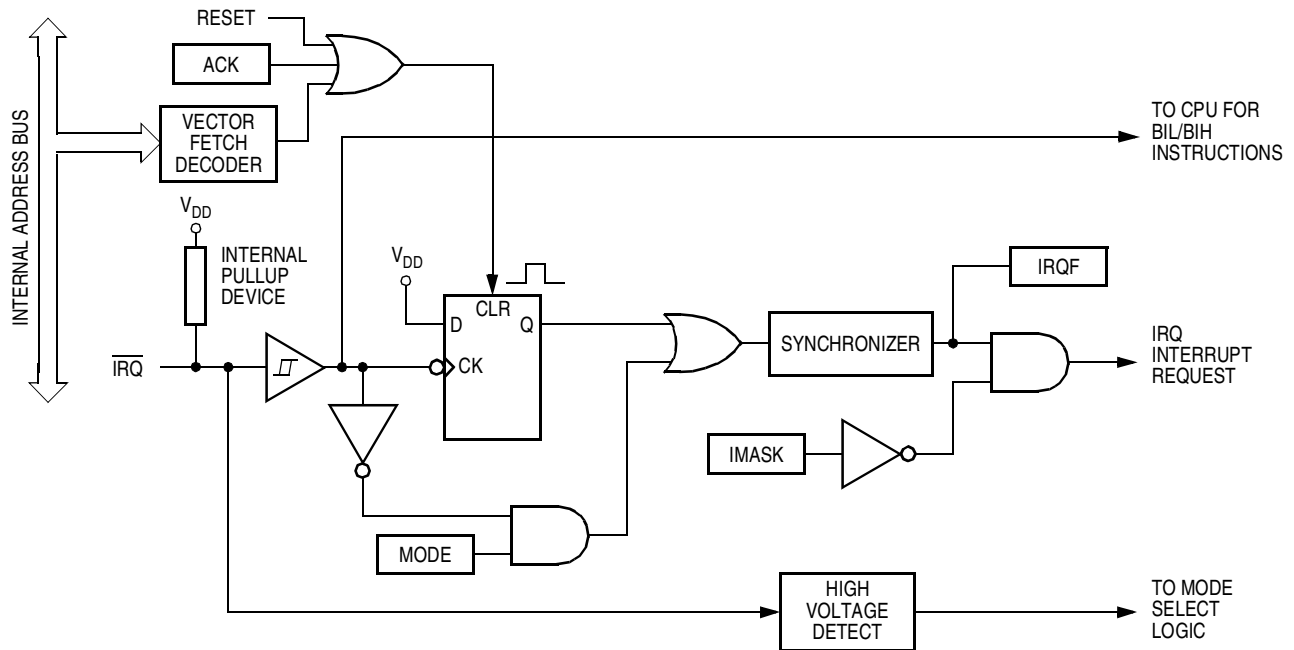 RESET
ACK
VECTOR
FETCH
DECODER
INTERNAL ADDRESS BUS
TO CPU FOR
BIL/BIH
INSTRUCTIONS
VDD
INTERNAL
PULLUP
DEVICE
VDD
CLR
D
Q
CK
IRQ
SYNCHRONIZER
IRQF
IRQ
INTERRUPT
REQUEST
IMASK
MODE
HIGH
VOLTAGE
DETECT
TO MODE
SELECT
LOGIC